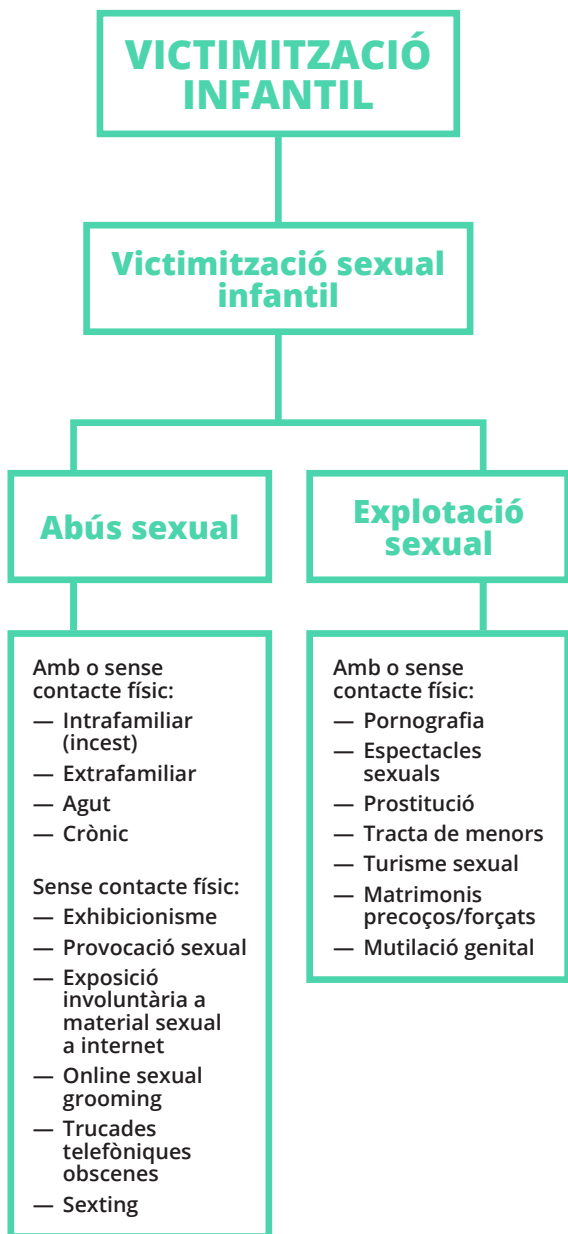 VICTIMITZACIÓ
INFANTIL
Victimització sexual
infantil
Abús sexual
Explotació
sexual
Amb o sense
contacte físic:
— Intrafamiliar
(incest)
— Extrafamiliar
— Agut
— Crònic
Sense contacte físic:
— Exhibicionisme
— Provocació sexual
— Exposició
involuntària a
material sexual
a internet
— Online sexual
grooming
— Trucades
telefòniques
obscenes
— Sexting
Amb o sense
contacte físic:
— Pornografia
— Espectacles
sexuals
— Prostitució
— Tracta de menors
— Turisme sexual
— Matrimonis
precoços/forçats
— Mutilació genital